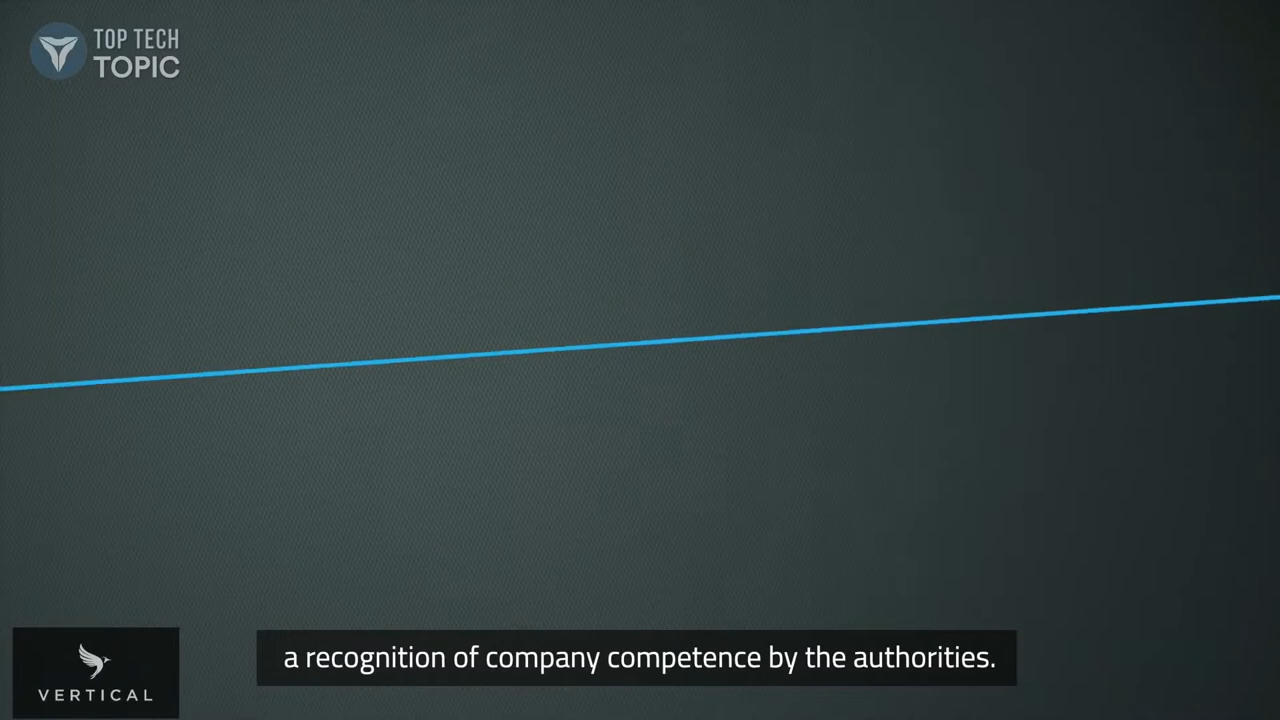 TOP TECH
TOPIC
a recognition of company competence by the authorities.
VERTICAL